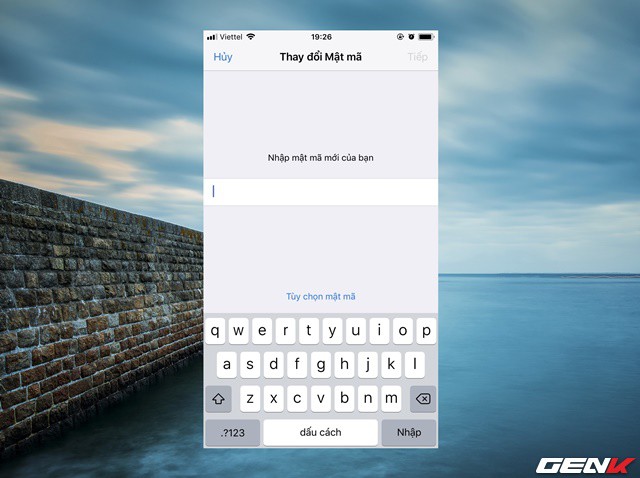 Viettel 19:26
Hủy Thay đổi Mật mã Tiếp
Nhập mật mã mới của bạn
Tùy chọn mật mã
q w e r t y u i o p
a s d f g h j k l
z x c v b n m
.?123 dấu cách Nhập
GENK